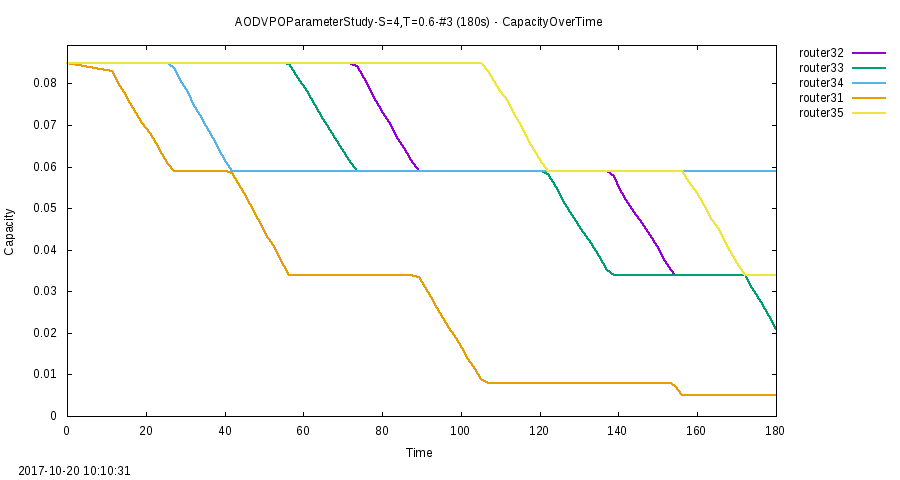 AODVPOParameterStudy-S=4,T=0.6-#3 (180s) - CapacityOverTime
router32
router33
router34
router31
router35
0.08
0.07
0.06
0.05
0.04
0.03
0.02
0.01
0
Capacity
0 20 40 60 80 100 120 140 160 180
Time
2017-10-20 10:10:31